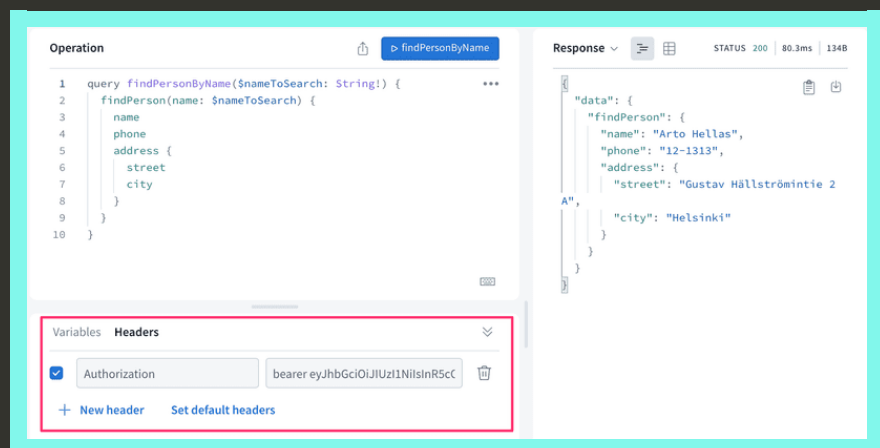 Operation
findPersonByName
1 query findPersonByName($nameToSearch: String!) {
2 findPerson(name: $nameToSearch) {
3 name
4 phone
5 address {
6 street
7 city
8 }
9 }
10 }
Variables Headers
Authorization bearer eyJhbGciOiJIUzI1NiIsInR5cC
New header Set default headers
Response STATUS 200 80.3ms 134B
{
"data": {
"findPerson": {
"name": "Arto Hellas",
"phone": "12-1313",
"address": {
"street": "Gustav Hällströmintie 2
A",
"city": "Helsinki"
}
}
}
}